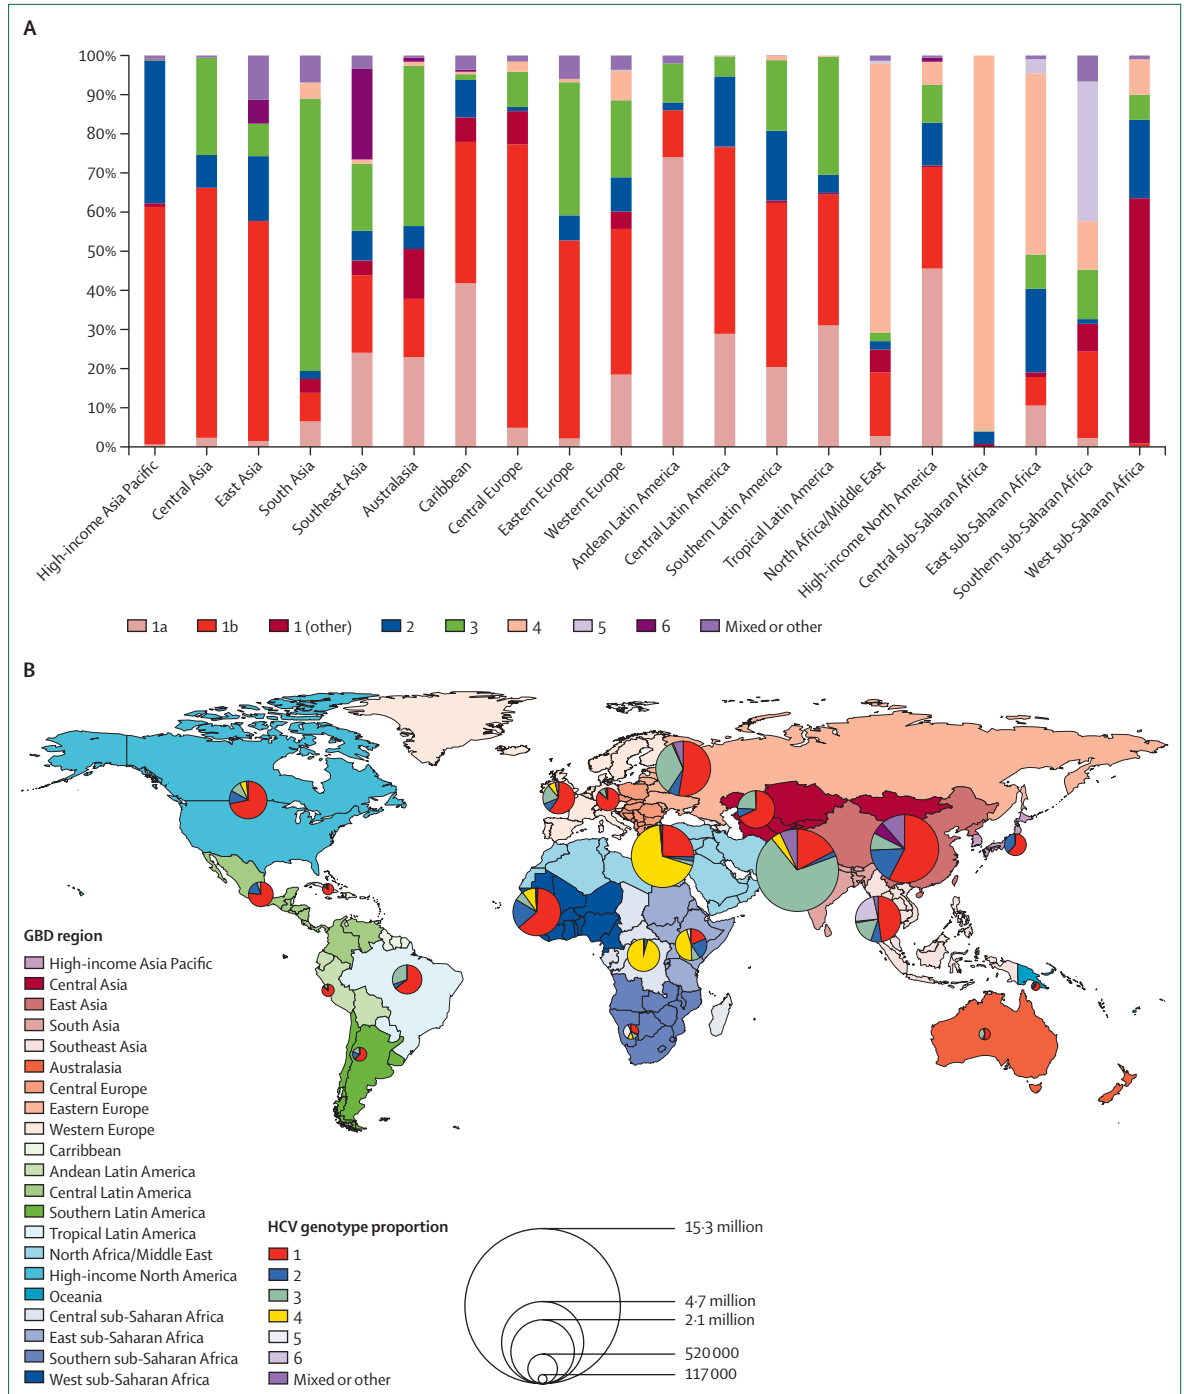 A
100%
90%
80%
70%
60%
50%
40%
30%
20%
10%
0%
High-income Asia Pacific
Central Asia
East Asia
South Asia
Southeast Asia
Australasia
Caribbean
Central Europe
Eastern Europe
Western Europe
Andean Latin America
Central Latin America
Southern Latin America
Tropical Latin America
North Africa/Middle East
High-income North America
Central sub-Saharan Africa
East sub-Saharan Africa
Southern sub-Saharan Africa
West sub-Saharan Africa
1a 1b 1 (other) 2 3 4 5 6 Mixed or other
B
GBD region
High-income Asia Pacific
Central Asia
East Asia
South Asia
Southeast Asia
Australasia
Central Europe
Eastern Europe
Western Europe
Carribbean
Andean Latin America
Central Latin America
Southern Latin America
Tropical Latin America
North Africa/Middle East
High-income North America
Oceania
Central sub-Saharan Africa
East sub-Saharan Africa
Southern sub-Saharan Africa
West sub-Saharan Africa
HCV genotype proportion
1
2
3
4
5
6
Mixed or other
15·3 million
4·7 million
2·1 million
520 000
117 000